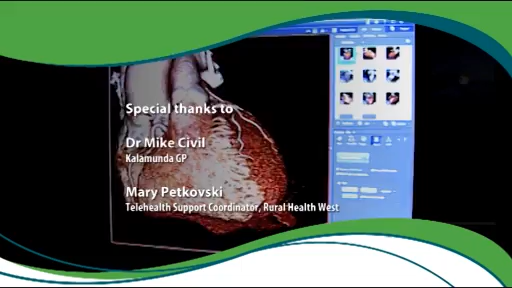 Special thanks to
Dr Mike Civil
Kalamunda GP
Mary Petkovski
Telehealth Support Coordinator, Rural Health West